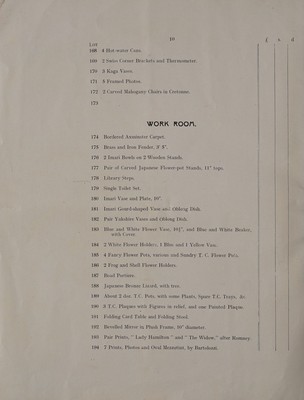 10
£ s d
Lot
168 4 Hot-water Cans.
169 2 Swiss Corner Brackets and Thermometer.
170 3 Kaga Vases.
171 8 Framed Photos.
172 2 Carved Mahogany Chairs in Cretonne.
173
WORK ROOM.
174 Bordered Axminster Carpet.
175 Brass and Iron Fender,
176 2 Imari Bowls on 2 Wooden Stands.
177 Pair of Carved Japanese Flower-pot Stands, 11" tops.
178 Library Steps.
179 Single Toilet Set.
180 Imari Vase and Plate, 10".
181 Imari Gourd-shaped Vase and Oblong Dish.
182 Pair Yakohire Vases and Oblong Dish.
183 Blue and White Flower Vase, and Blue and White Beaker,
with Cover.
184 2 White Flower Holders, 1 Blue, and 1 Yellow Vase.
185 4 Fancy Flower Pots, various and Sundry T. C. Flower Pots.
186 2 Frog and Shell Flower Holders.
187 Bead Portiere.
188 Japanese Bronze Lizard, with tree.
189 About 2 doz. T.C. Pots, with some Plants, Spare T.C. Trays, &c.
190 3 T.C. Plaques with Figures in relief, and one Painted Plaque.
191 Folding Card Table and Folding Stool.
192 Bevelled Mirror in Plush Frame, diameter.
193 Pair Prints, "Lady Hamilton" and "The Widow," after Romney.
194 7 Prints, Photos and Oval Mezzotint, by Bartolozzi.